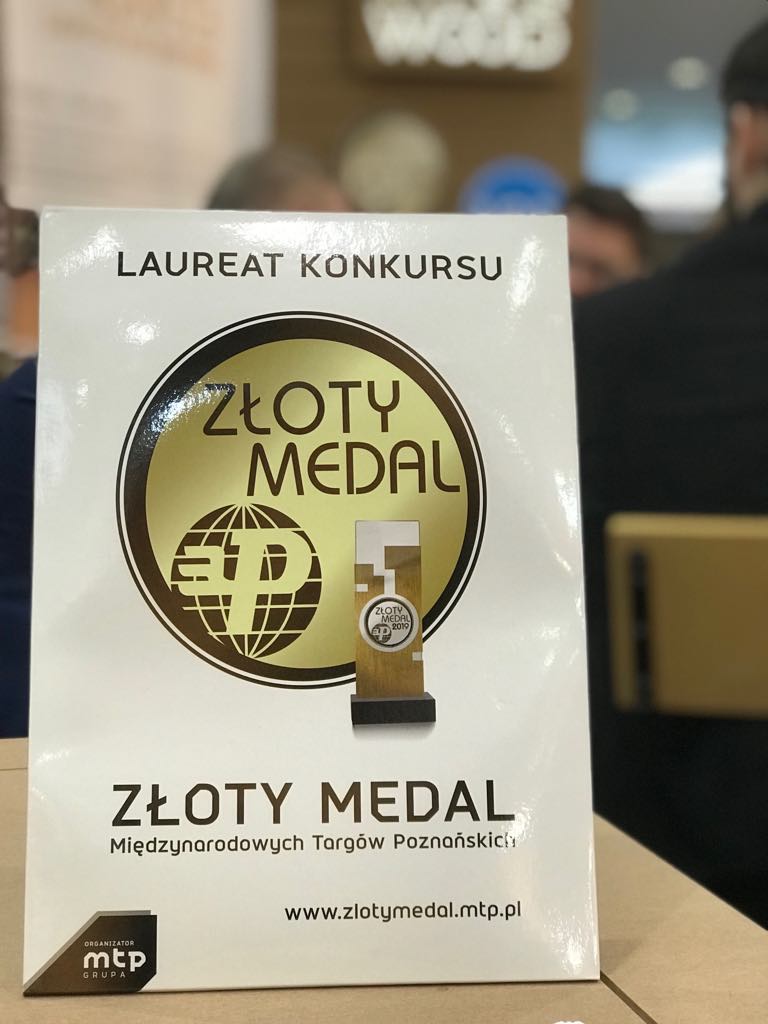 WOOD
LAUREAT KONKURSU
ZŁOTY
MEDAL
ZŁOTY
MEDAL
2019
ZŁOTY MEDAL
Międzynarodowych Targów Poznańskich
www.zlotymedal.mtp.pl
ORGANIZATOR
mtp
GRUPA